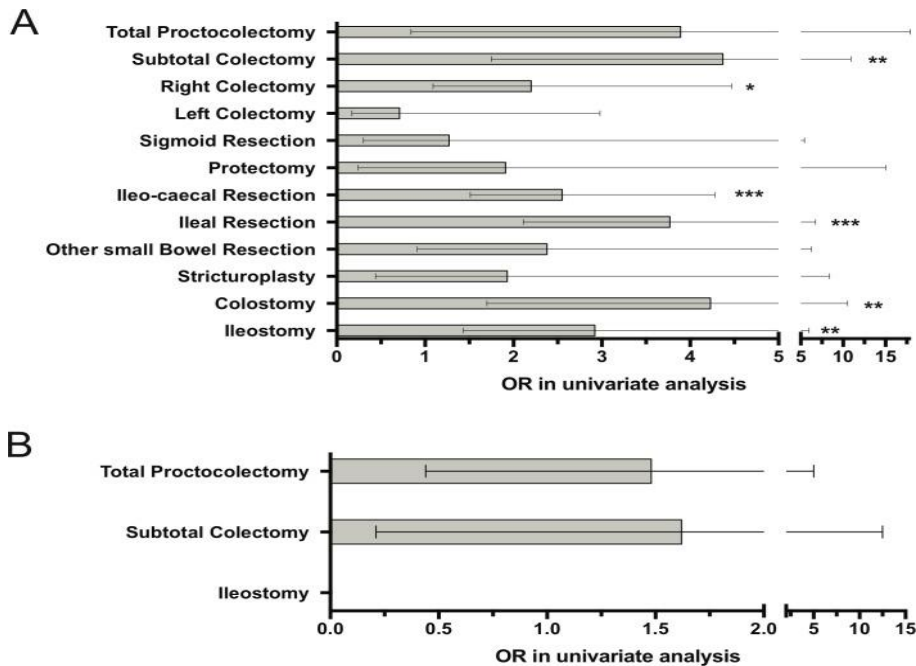 A
Total Proctocolectomy
Subtotal Colectomy **
Right Colectomy *
Left Colectomy
Sigmoid Resection
Protectomy
Ileo-caecal Resection ***
Ileal Resection ***
Other small Bowel Resection
Stricturoplasty
Colostomy **
Ileostomy **
0 1 2 3 4 5 5 10 15
OR in univariate analysis
B
Total Proctocolectomy
Subtotal Colectomy
Ileostomy
0.0 0.5 1.0 1.5 2.0 5 10 15
OR in univariate analysis